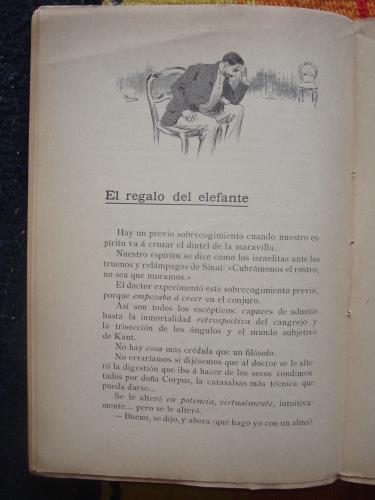 El regalo del elefante
Hay un previo sobrecogimiento cuando nuestro es-
píritu va á cruzar el dintel de la maravilla.
Nuestro espíritu se dice como los israelitas ante los
truenos y relámpagos de Sinaí: «Cubrámonos el rostro,
no sea que muramos.»
El doctor experimentó este sobrecogimiento previo,
porque empezaba á creer en el conjuro.
Así son todos los escépticos: capaces de admitir
hasta la inmortalidad retrospectiva del cangrejo y
la trisección de los ángulos y el mundo subjetivo
de Kant.
No hay cosa más crédula que un filósofo.
No erraríamos si dijésemos que al doctor se le alte-
ró la digestión que iba á hacer de los sesos condimen-
tados por doña Corpus, la catasalsas más técnica que
pueda darse...
Se le alteró en potencia, virtualmente, intuitiva-
mente... pero se le alteró.
— Bueno, se dijo, y ahora ¿qué hago yo con un alma?